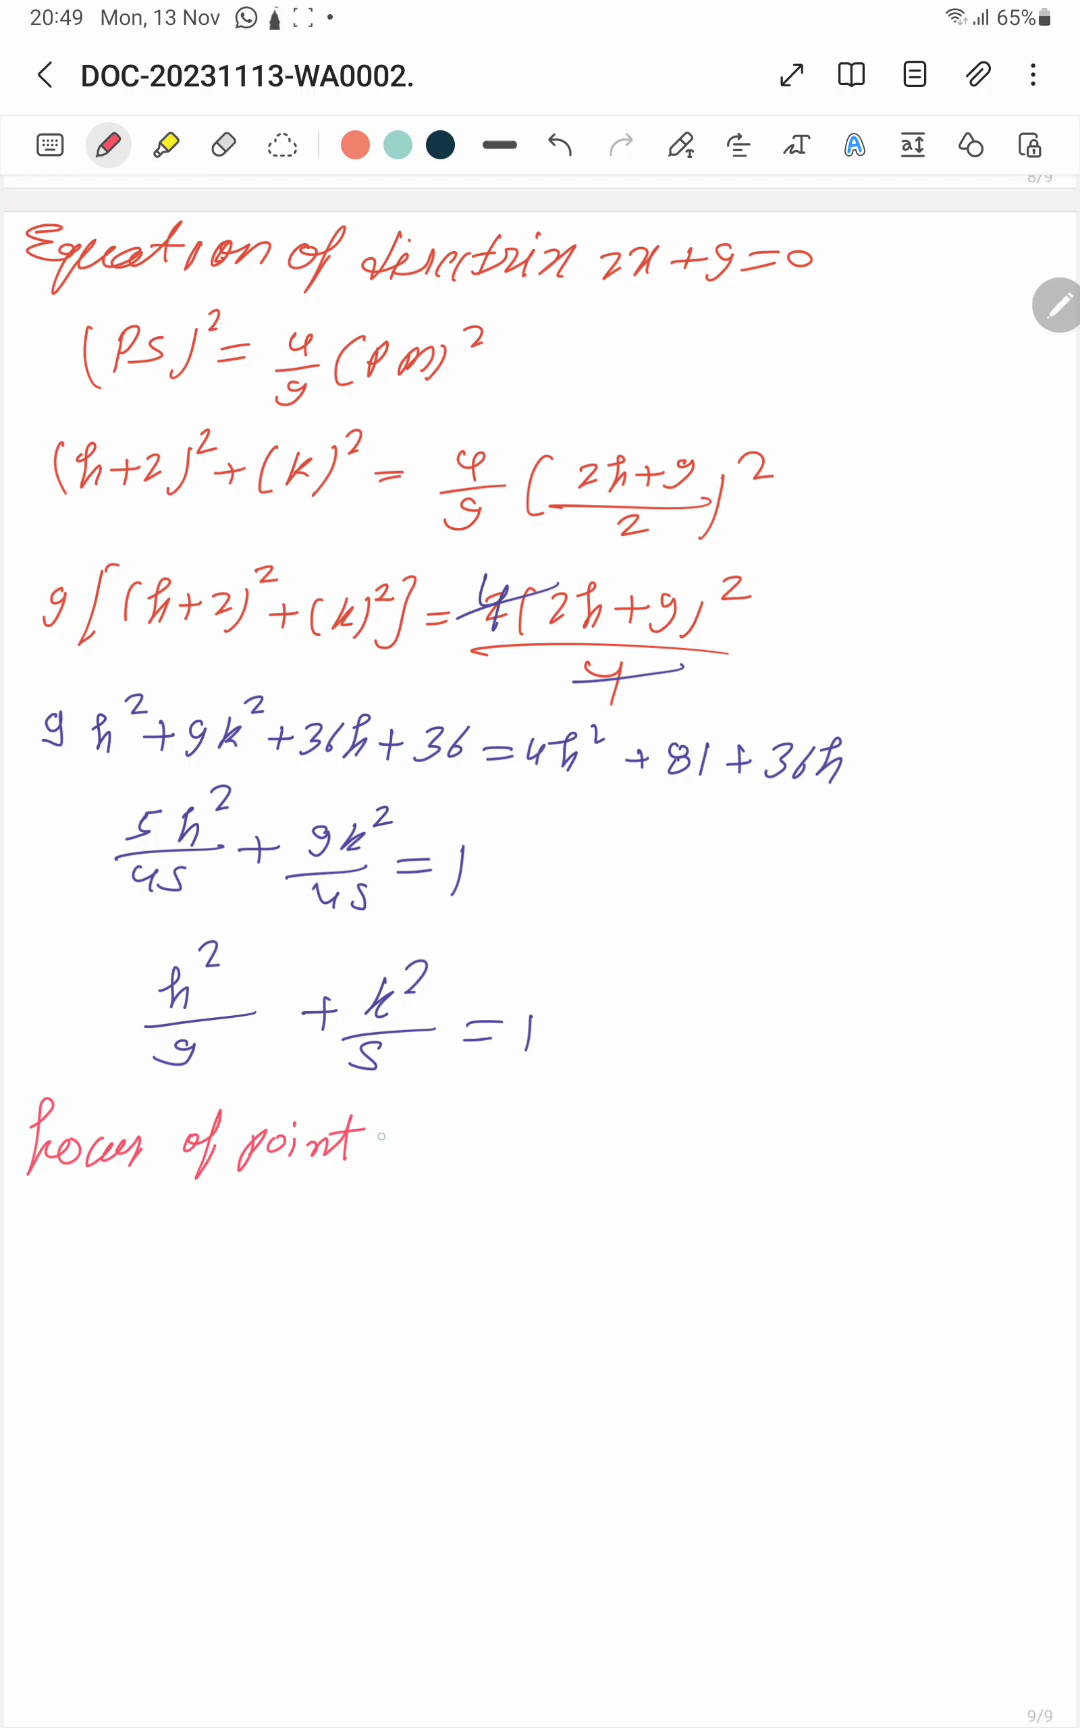 20:49 Mon, 13 Nov 65%
DOC-20231113-WA0002.
8/9
Equation of directrix 2x+9=0
(PS)² = 4/9 (PM)²
(h+2)²+(k)² = 4/9 ((2h+9)/2)²
9[(h+2)²+(k)²] = 4(2h+9)²/4
9h²+9k²+36h+36=4h²+81+36h
5h²/45 + 9k²/45 = 1
h²/9 + k²/5 = 1
Locus of point
9/9